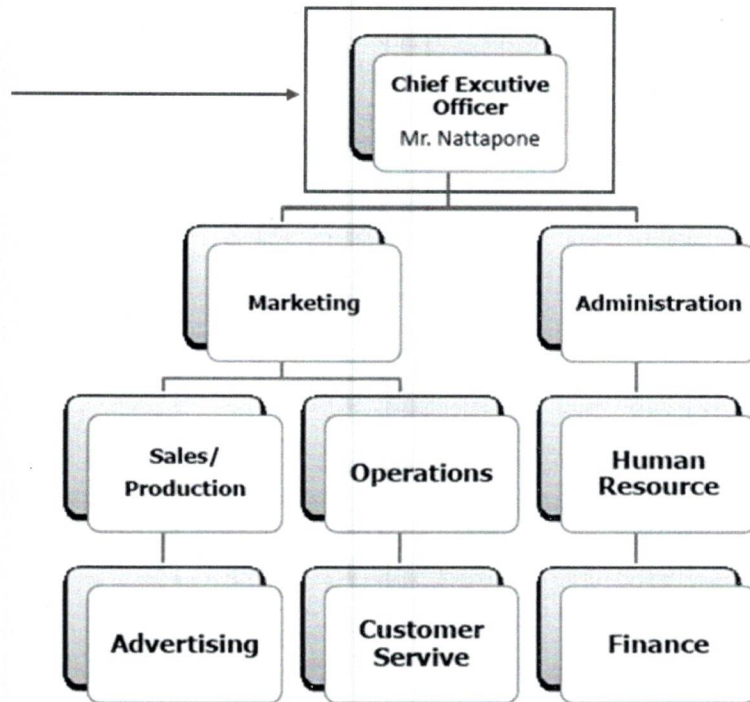 Chief Excutive
Officer
Mr. Nattapone
Marketing
Administration
Sales/
Production
Operations
Human
Resource
Advertising
Customer
Servive
Finance